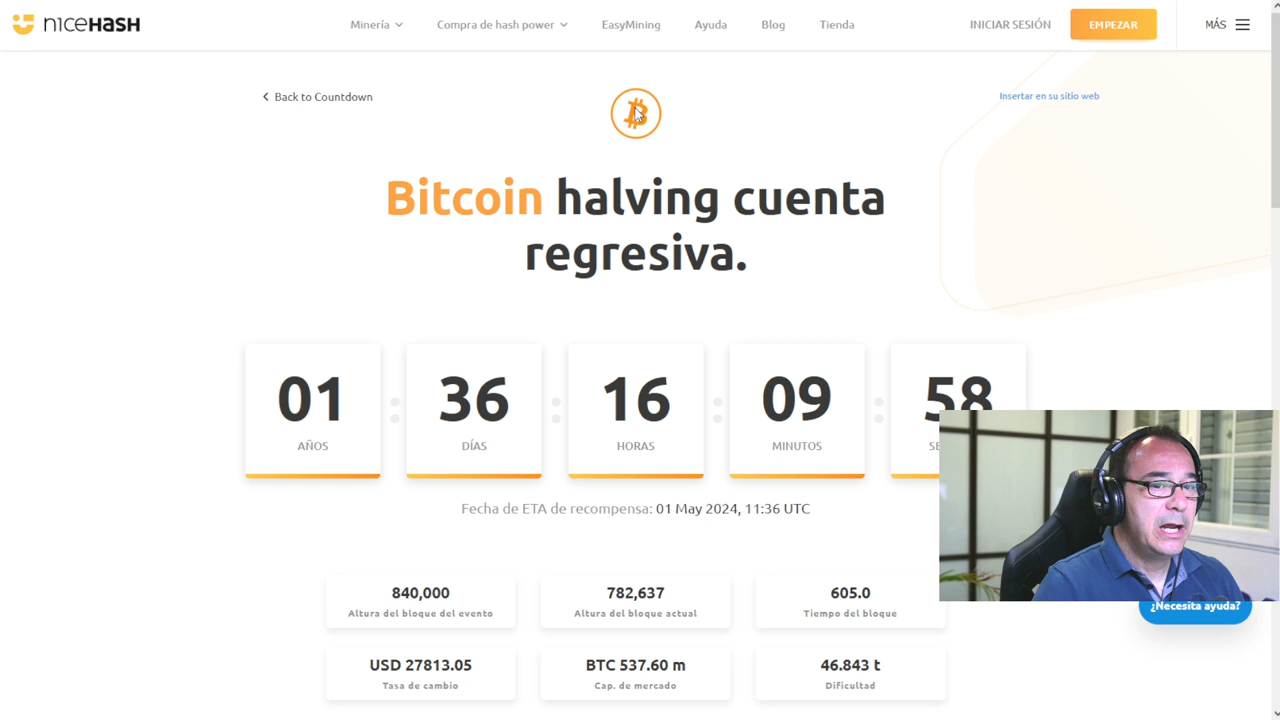 nıceHASH
Minería
Compra de hash power
EasyMining
Ayuda
Blog
Tienda
INICIAR SESIÓN
EMPEZAR
MÁS
Back to Countdown
Insertar en su sitio web
Bitcoin halving cuenta
regresiva.
01
36
16
09
58
AÑOS
DÍAS
HORAS
MINUTOS
Fecha de ETA de recompensa: 01 May 2024, 11:36 UTC
840,000
782,637
605.0
Altura del bloque del evento
Altura del bloque actual
Tiempo del bloque
¿Necesita ayuda?
USD 27813.05
BTC 537.60 m
46.843 t
Tasa de cambio
Cap. de mercado
Dificultad